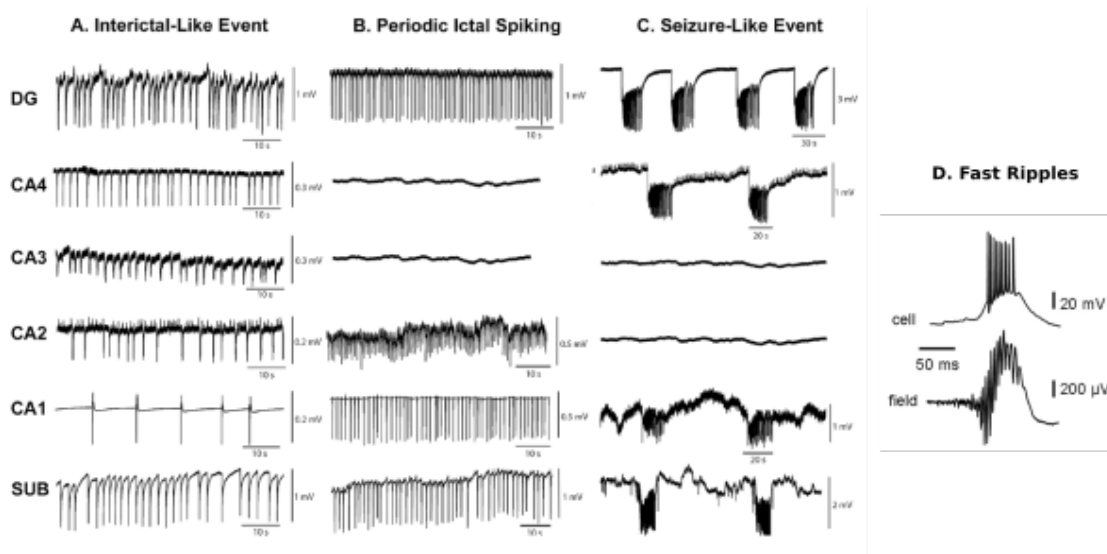 A. Interictal-Like Event
B. Periodic Ictal Spiking
C. Seizure-Like Event
DG
1 mV
10 s
1 mV
10 s
3 mV
30 s
CA4
0.3 mV
10 s
1 mV
20 s
D. Fast Ripples
CA3
0.3 mV
10 s
CA2
0.2 mV
10 s
0.5 mV
10 s
cell
20 mV
50 ms
CA1
0.2 mV
10 s
0.5 mV
10 s
1 mV
20 s
field
200 µV
SUB
1 mV
10 s
1 mV
10 s
2 mV